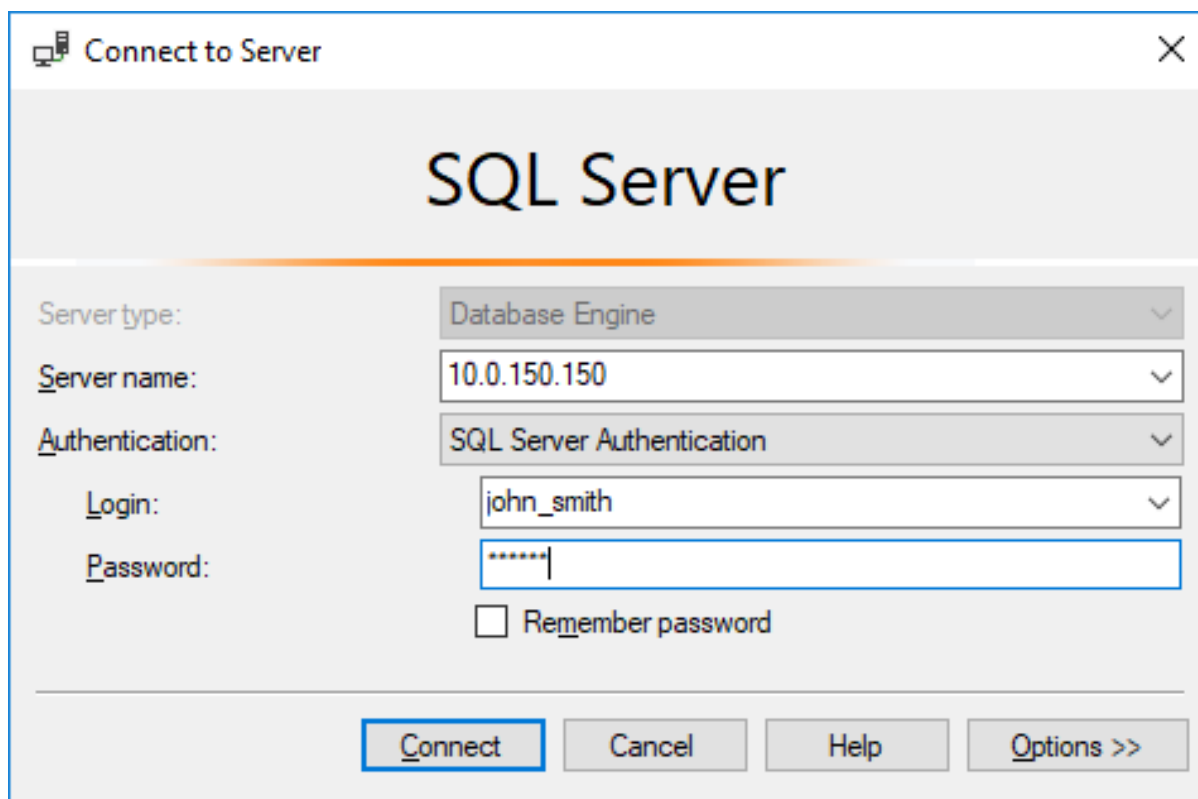 Connect to Server
SQL Server
Server type: Database Engine
Server name: 10.0.150.150
Authentication: SQL Server Authentication
Login: john_smith
Password: ******
Remember password
Connect Cancel Help Options >>